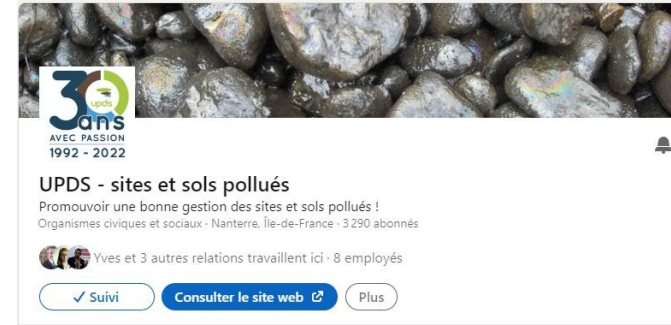 30
upds
ans
AVEC PASSION
1992 - 2022
UPDS - sites et sols pollués
Promouvoir une bonne gestion des sites et sols pollués !
Organismes civiques et sociaux · Nanterre, Île-de-France · 3 290 abonnés
Yves et 3 autres relations travaillent ici · 8 employés
✓ Suivi
Consulter le site web
Plus